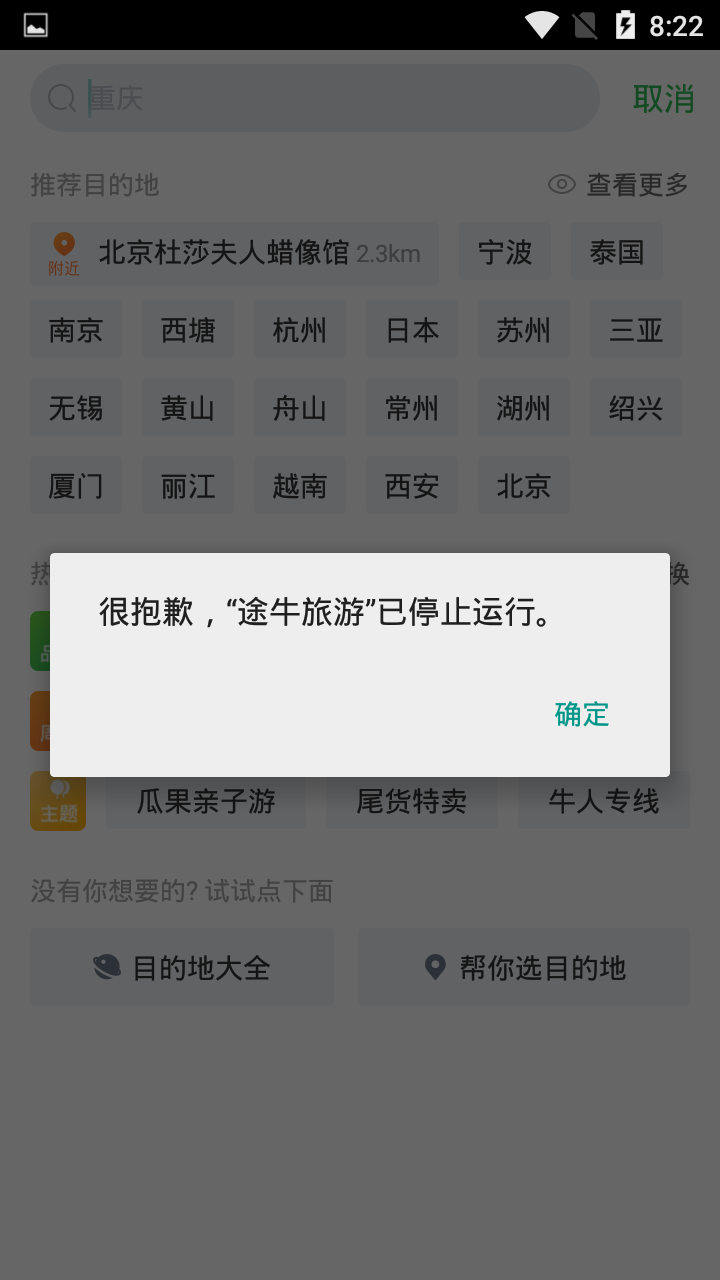 8:22
重庆
取消
推荐目的地
查看更多
附近
北京杜莎夫人蜡像馆 2.3km
宁波
泰国
南京
西塘
杭州
日本
苏州
三亚
无锡
黄山
舟山
常州
湖州
绍兴
厦门
丽江
越南
西安
北京
热
换
很抱歉，“途牛旅游”已停止运行。
确定
主题
瓜果亲子游
尾货特卖
牛人专线
没有你想要的? 试试点下面
目的地大全
帮你选目的地